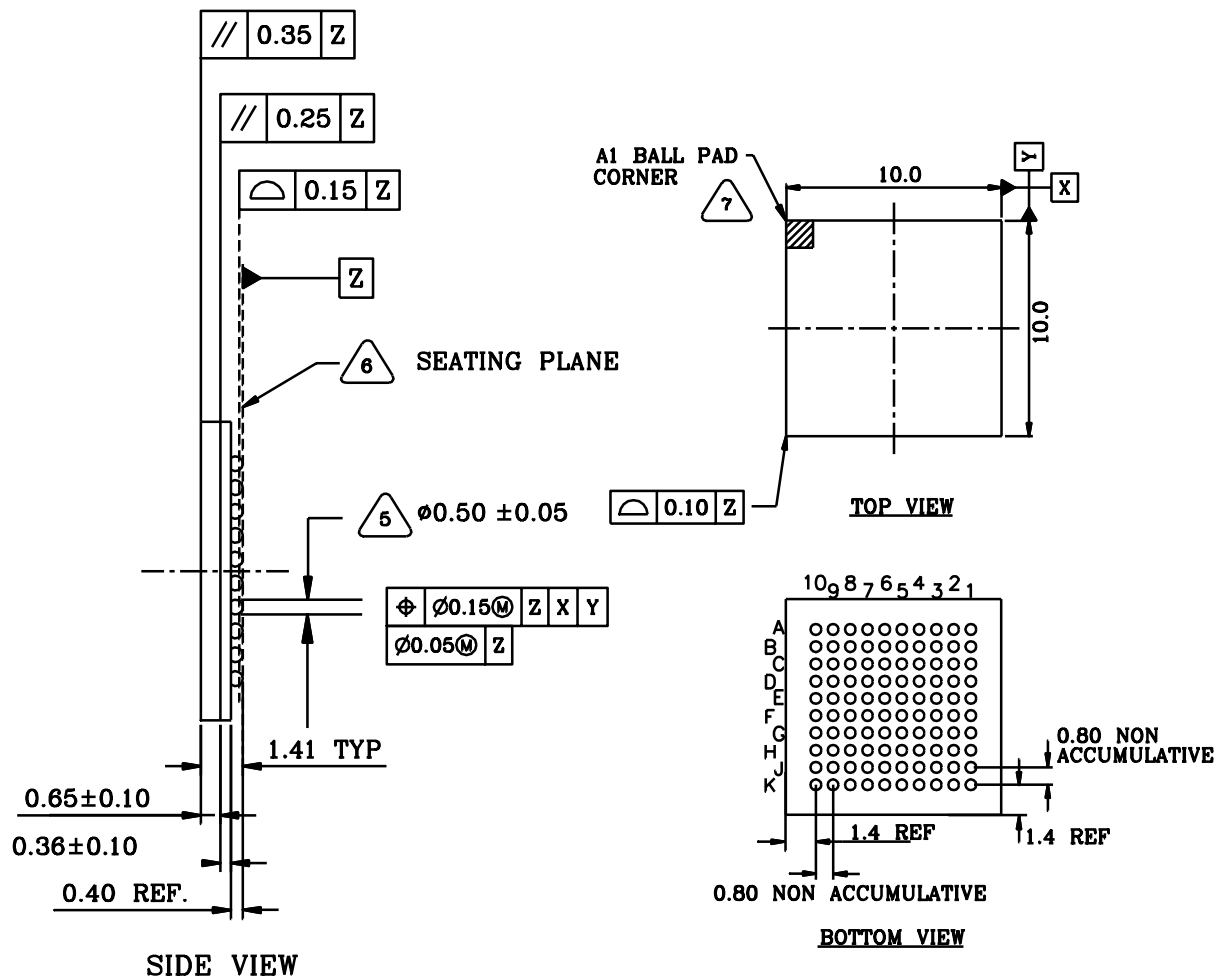 // 0.35 Z
// 0.25 Z
⌓ 0.15 Z
Z
6 SEATING PLANE
5 ø0.50 ±0.05
⌖ Ø0.15Ⓜ Z X Y
Ø0.05Ⓜ Z
1.41 TYP
0.65±0.10
0.36±0.10
0.40 REF.
SIDE VIEW
A1 BALL PAD
CORNER
7
10.0
Y
X
10.0
⌓ 0.10 Z
TOP VIEW
10 9 8 7 6 5 4 3 2 1
A
B
C
D
E
F
G
H
J
K
0.80 NON
ACCUMULATIVE
1.4 REF
1.4 REF
0.80 NON ACCUMULATIVE
BOTTOM VIEW